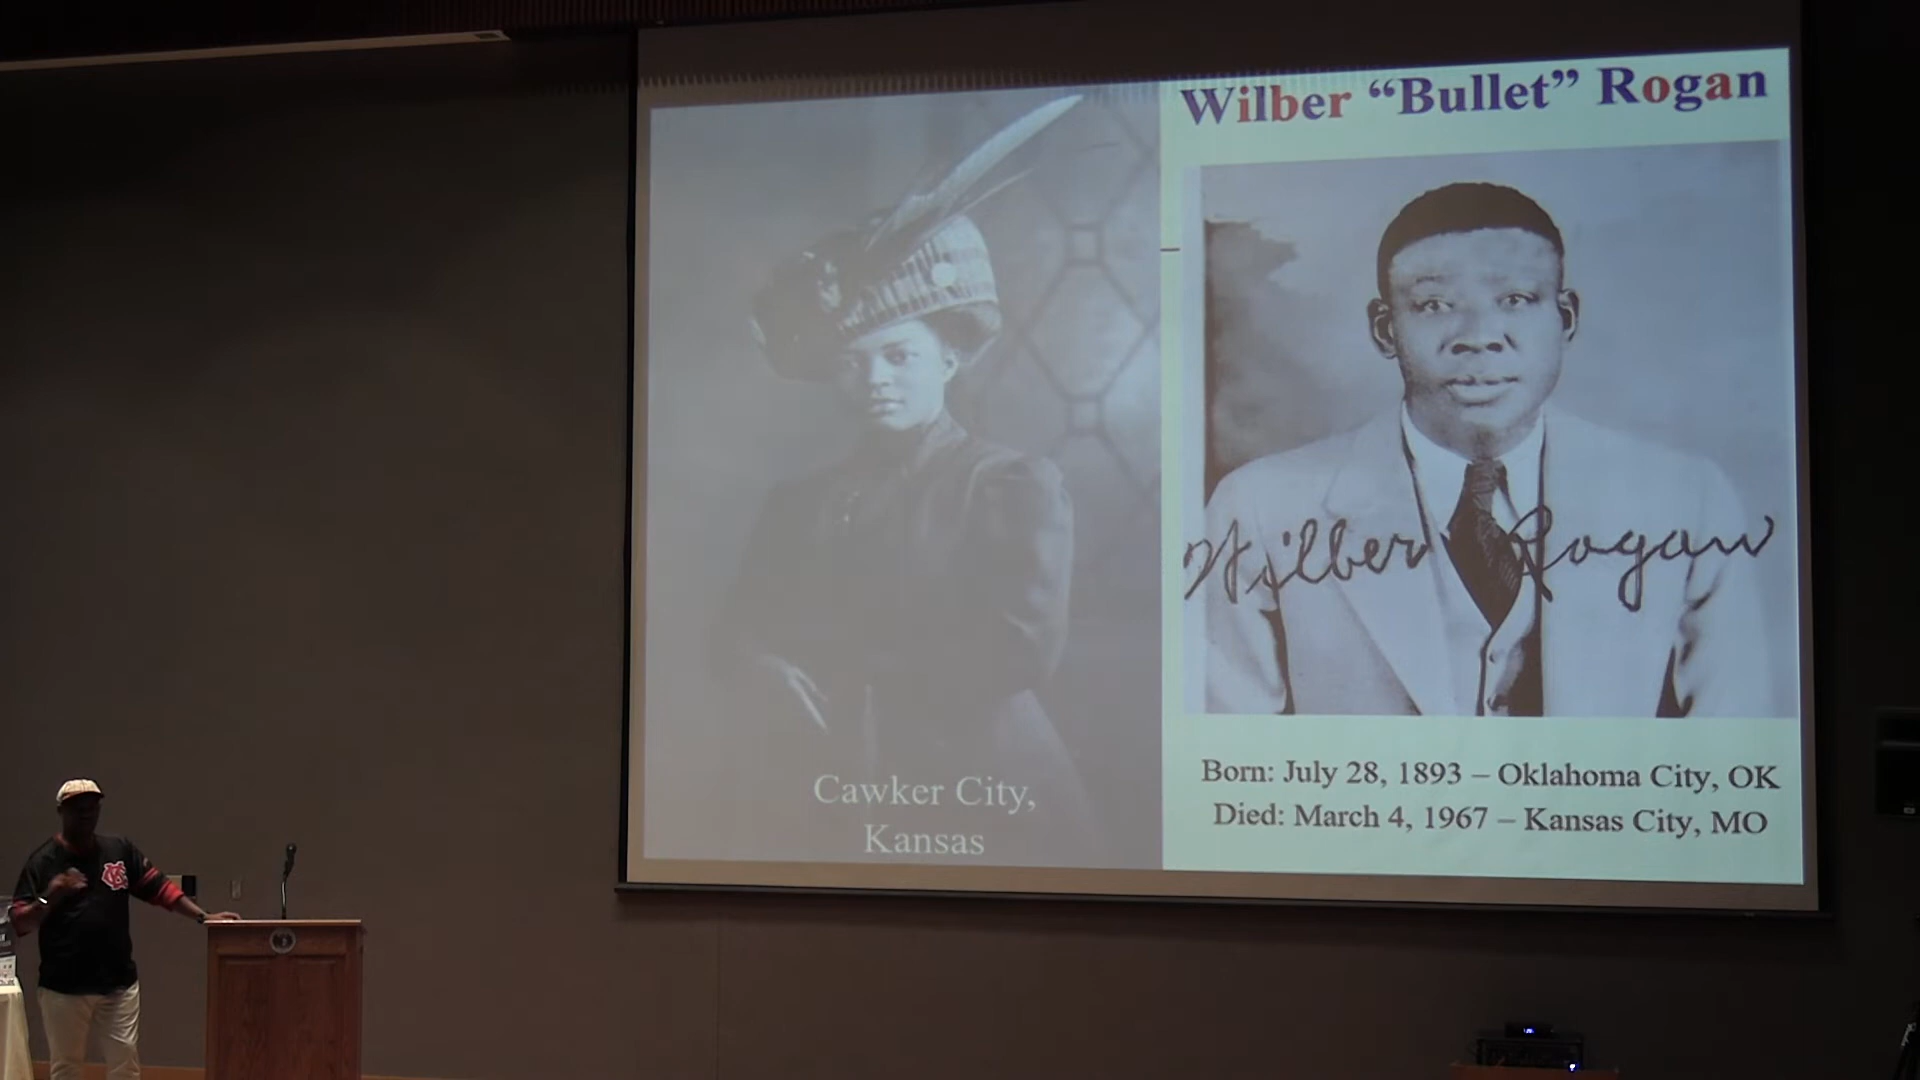 Wilber “Bullet” Rogan
Wilber Rogan
Born: July 28, 1893 – Oklahoma City, OK
Died: March 4, 1967 – Kansas City, MO
Cawker City,
Kansas
KC